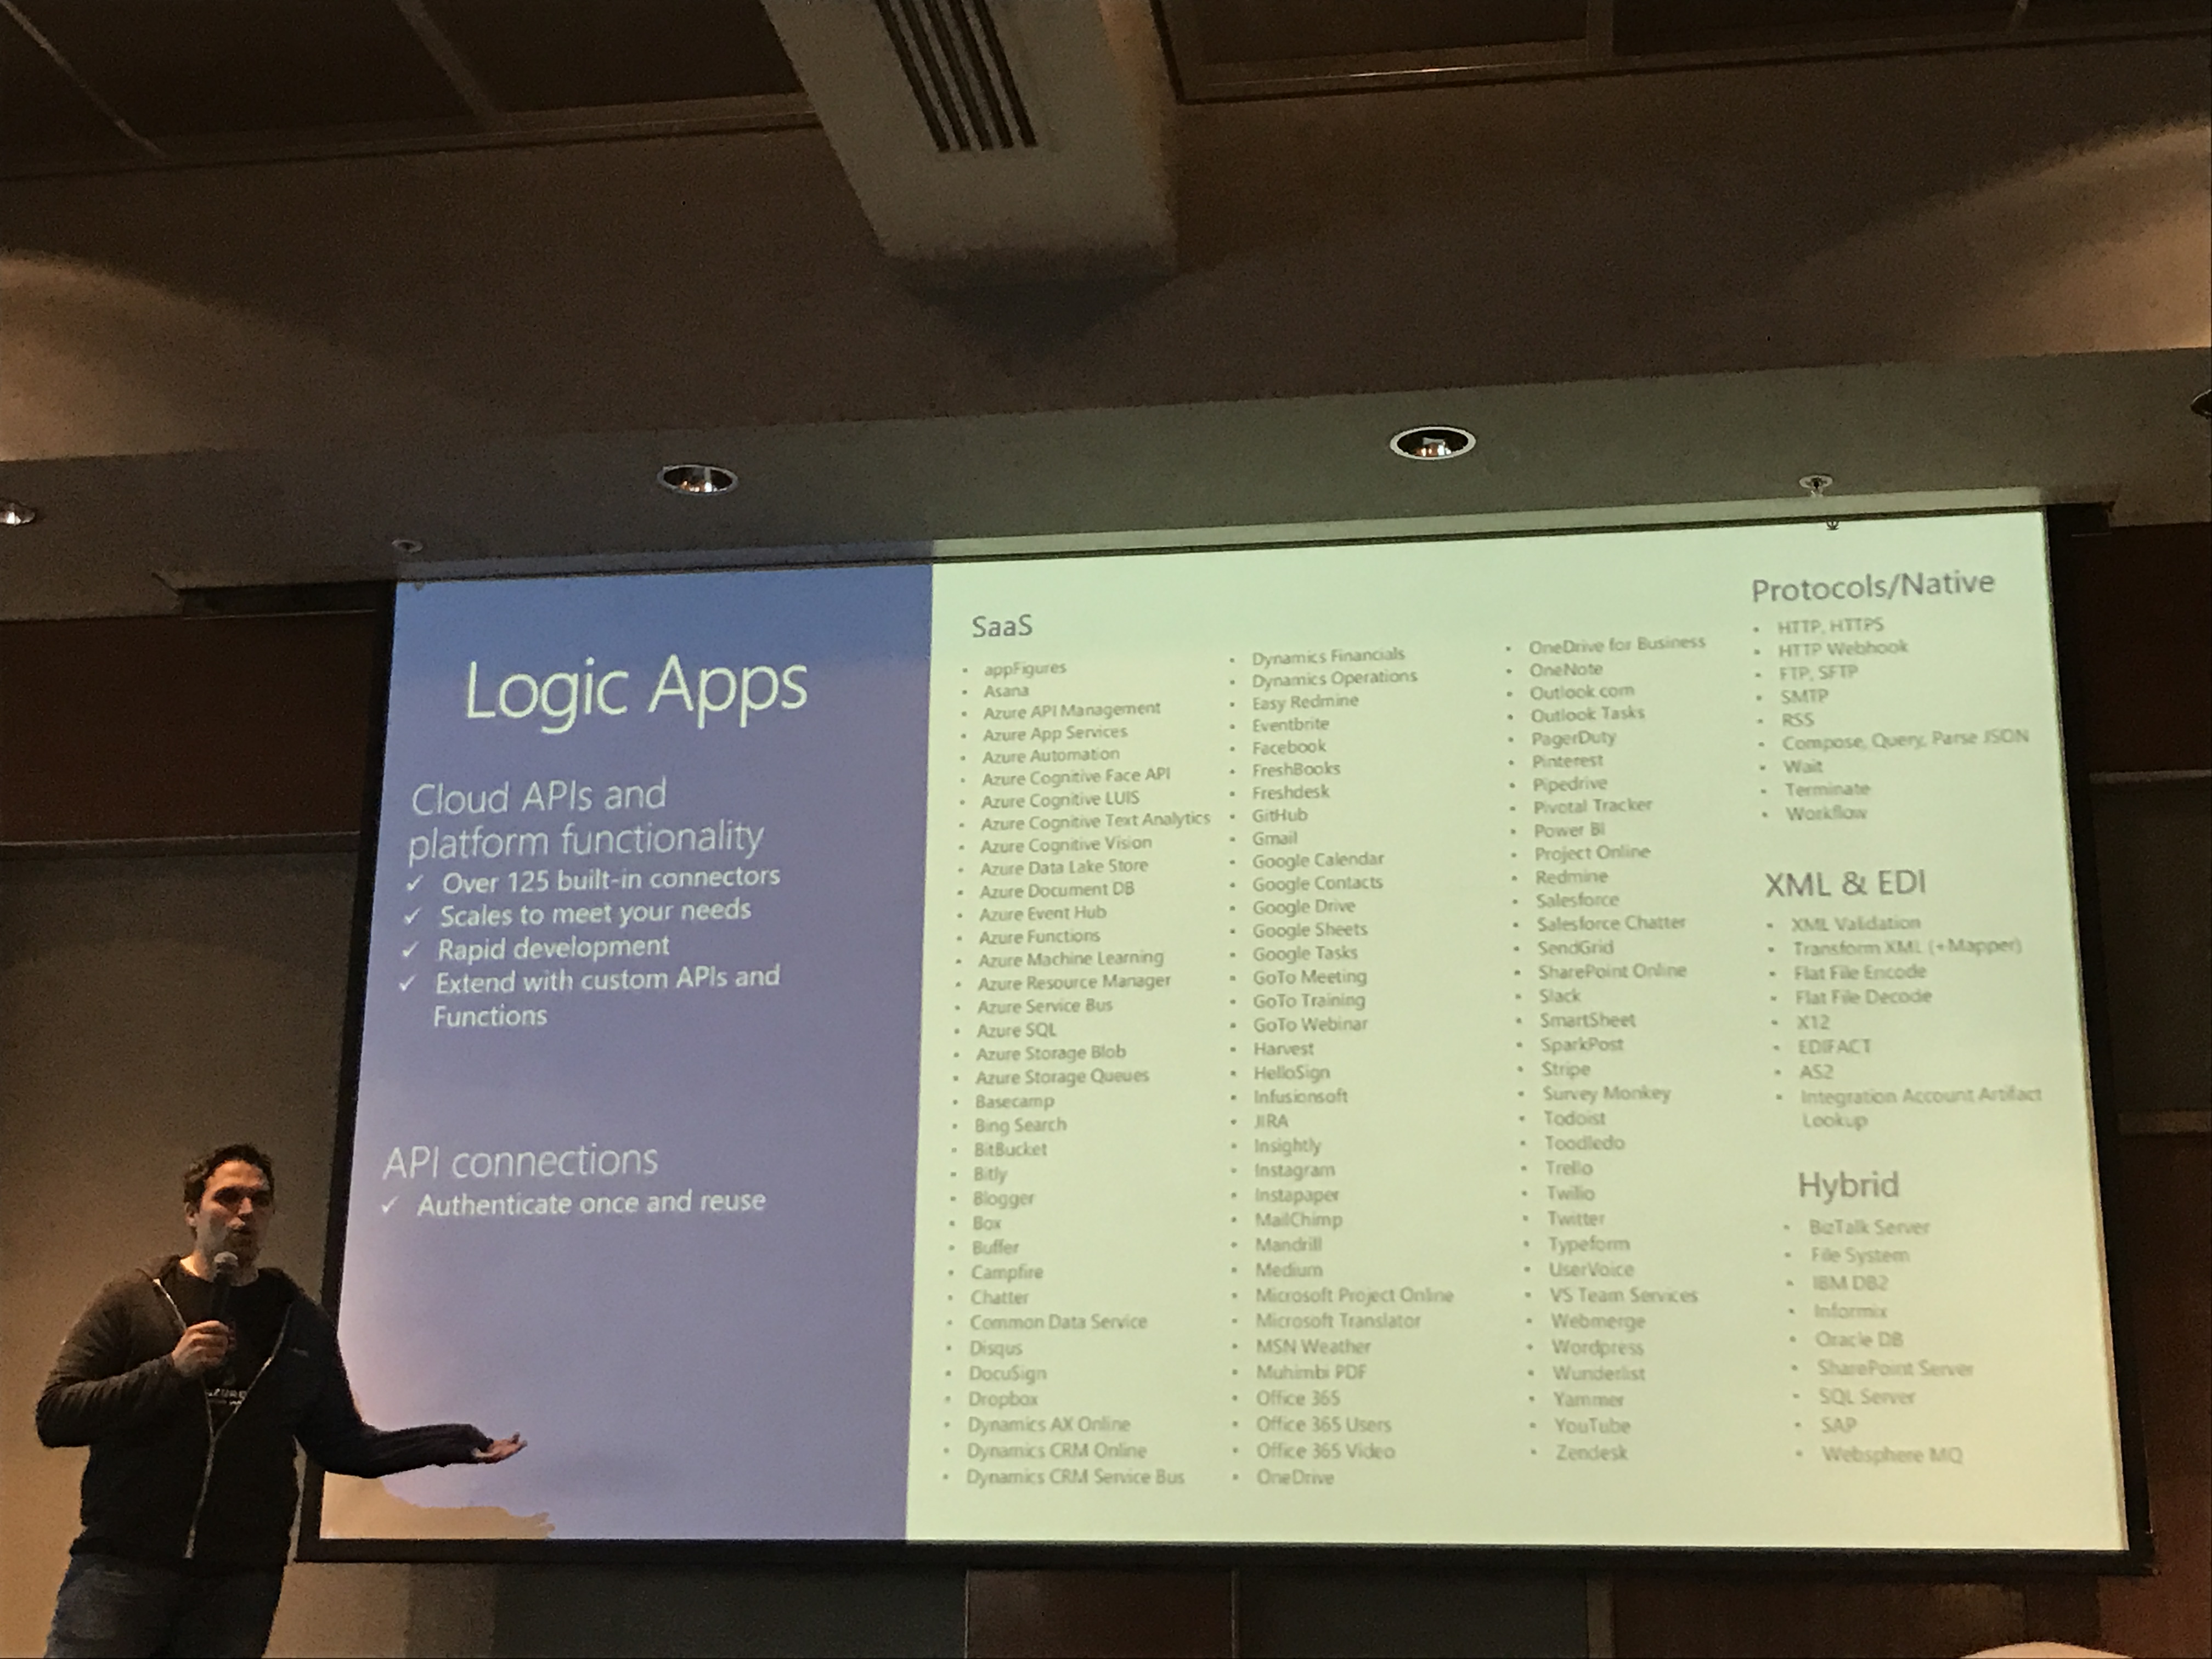 Logic Apps
Cloud APIs and
platform functionality
✓ Over 125 built-in connectors
✓ Scales to meet your needs
✓ Rapid development
✓ Extend with custom APIs and
Functions
API connections
✓ Authenticate once and reuse
SaaS
• appFigures
• Asana
• Azure API Management
• Azure App Services
• Azure Automation
• Azure Cognitive Face API
• Azure Cognitive LUIS
• Azure Cognitive Text Analytics
• Azure Cognitive Vision
• Azure Data Lake Store
• Azure Document DB
• Azure Event Hub
• Azure Functions
• Azure Machine Learning
• Azure Resource Manager
• Azure Service Bus
• Azure SQL
• Azure Storage Blob
• Azure Storage Queues
• Basecamp
• Bing Search
• BitBucket
• Bitly
• Blogger
• Box
• Buffer
• Campfire
• Chatter
• Common Data Service
• Disqus
• DocuSign
• Dropbox
• Dynamics AX Online
• Dynamics CRM Online
• Dynamics CRM Service Bus
• Dynamics Financials
• Dynamics Operations
• Easy Redmine
• Eventbrite
• Facebook
• FreshBooks
• Freshdesk
• GitHub
• Gmail
• Google Calendar
• Google Contacts
• Google Drive
• Google Sheets
• Google Tasks
• GoTo Meeting
• GoTo Training
• GoTo Webinar
• Harvest
• HelloSign
• Infusionsoft
• JIRA
• Insightly
• Instagram
• Instapaper
• MailChimp
• Mandrill
• Medium
• Microsoft Project Online
• Microsoft Translator
• MSN Weather
• Muhimbi PDF
• Office 365
• Office 365 Users
• Office 365 Video
• OneDrive
• OneDrive for Business
• OneNote
• Outlook.com
• Outlook Tasks
• PagerDuty
• Pinterest
• Pipedrive
• Pivotal Tracker
• Power BI
• Project Online
• Redmine
• Salesforce
• Salesforce Chatter
• SendGrid
• SharePoint Online
• Slack
• SmartSheet
• SparkPost
• Stripe
• Survey Monkey
• Todoist
• Toodledo
• Trello
• Twilio
• Twitter
• Typeform
• UserVoice
• VS Team Services
• Webmerge
• Wordpress
• Wunderlist
• Yammer
• YouTube
• Zendesk
Protocols/Native
• HTTP, HTTPS
• HTTP Webhook
• FTP, SFTP
• SMTP
• RSS
• Compose, Query, Parse JSON
• Wait
• Terminate
• Workflow
XML & EDI
• XML Validation
• Transform XML (+Mapper)
• Flat File Encode
• Flat File Decode
• X12
• EDIFACT
• AS2
• Integration Account Artifact
Lookup
Hybrid
• BizTalk Server
• File System
• IBM DB2
• Informix
• Oracle DB
• SharePoint Server
• SQL Server
• SAP
• Websphere MQ